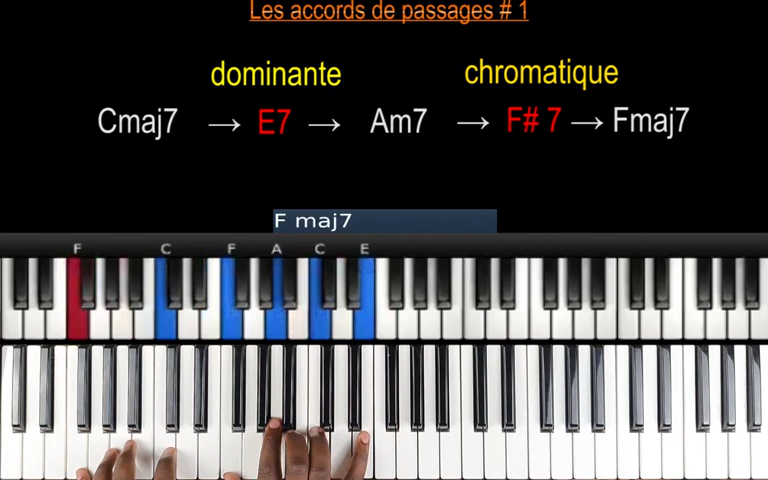 Les accords de passages # 1
dominante chromatique
Cmaj7 → E7 → Am7 → F# 7 → Fmaj7
F maj7
F C F A C E